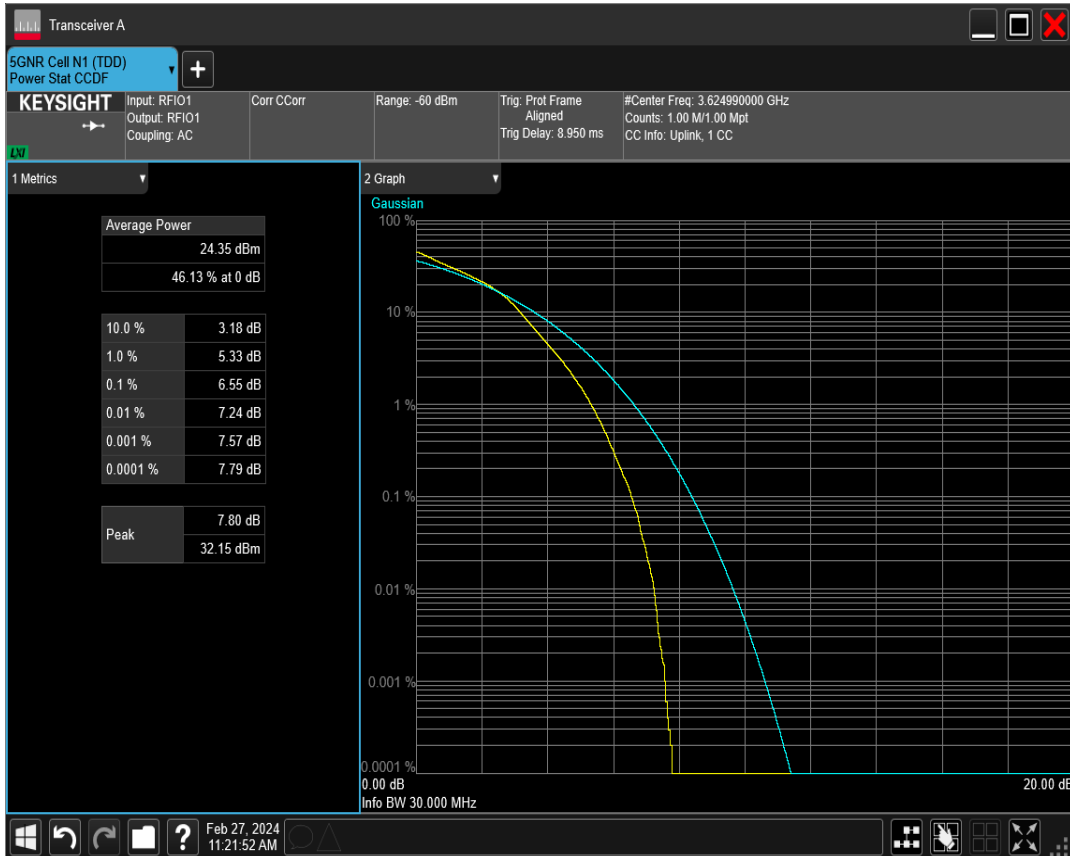 Transceiver A
5GNR Cell N1 (TDD)
Power Stat CCDF
+
KEYSIGHT
LXI
Input: RFIO1
Output: RFIO1
Coupling: AC
Corr CCorr
Range: -60 dBm
Trig: Prot Frame
Aligned
Trig Delay: 8.950 ms
#Center Freq: 3.624990000 GHz
Counts: 1.00 M/1.00 Mpt
CC Info: Uplink, 1 CC
1 Metrics
Average Power
24.35 dBm
46.13 % at 0 dB
10.0 % 3.18 dB
1.0 % 5.33 dB
0.1 % 6.55 dB
0.01 % 7.24 dB
0.001 % 7.57 dB
0.0001 % 7.79 dB
Peak 7.80 dB
32.15 dBm
2 Graph
Gaussian
100 %
10 %
1 %
0.1 %
0.01 %
0.001 %
0.0001 %
0.00 dB 20.00 dB
Info BW 30.000 MHz
?
Feb 27, 2024
11:21:52 AM